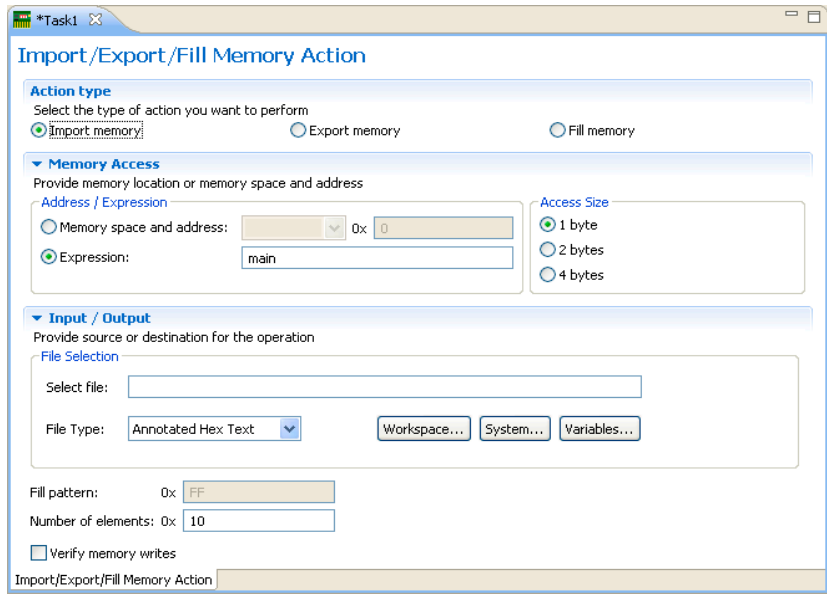 *Task1
Import/Export/Fill Memory Action
Action type
Select the type of action you want to perform
Import memory Export memory Fill memory
Memory Access
Provide memory location or memory space and address
Address / Expression Access Size
Memory space and address: 0x 0 1 byte
Expression: main 2 bytes
4 bytes
Input / Output
Provide source or destination for the operation
File Selection
Select file:
File Type: Annotated Hex Text Workspace... System... Variables...
Fill pattern: 0x FF
Number of elements: 0x 10
Verify memory writes
Import/Export/Fill Memory Action